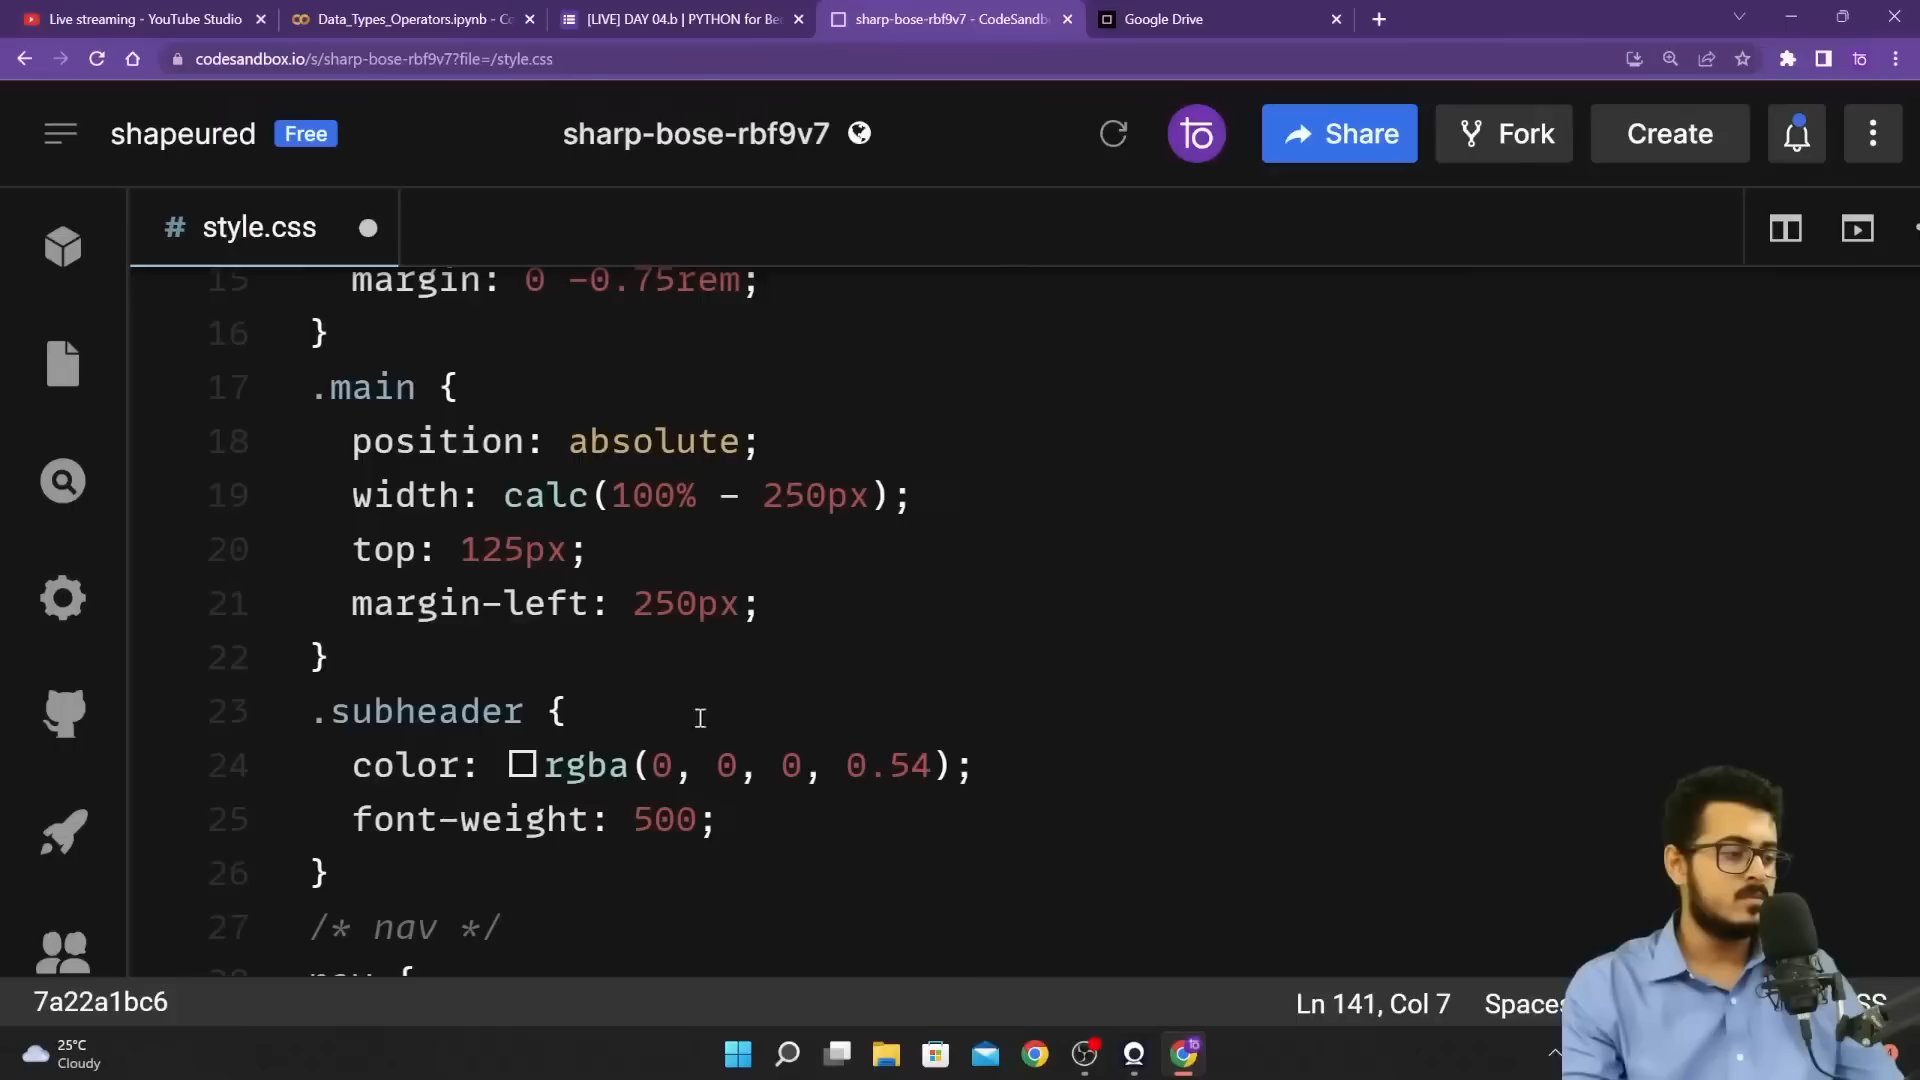 Live streaming - YouTube Studio
Data_Types_Operators.ipynb - Co
[LIVE] DAY 04.b | PYTHON for Be
sharp-bose-rbf9v7 - CodeSandb
Google Drive
codesandbox.io/s/sharp-bose-rbf9v7?file=/style.css
shapeured Free
sharp-bose-rbf9v7
Share
Fork
Create
# style.css
15 margin: 0 -0.75rem;
16 }
17 .main {
18 position: absolute;
19 width: calc(100% - 250px);
20 top: 125px;
21 margin-left: 250px;
22 }
23 .subheader {
24 color: rgba(0, 0, 0, 0.54);
25 font-weight: 500;
26 }
27 /* nav */
28 nav {
7a22a1bc6
Ln 141, Col 7
Spaces
25°C
Cloudy